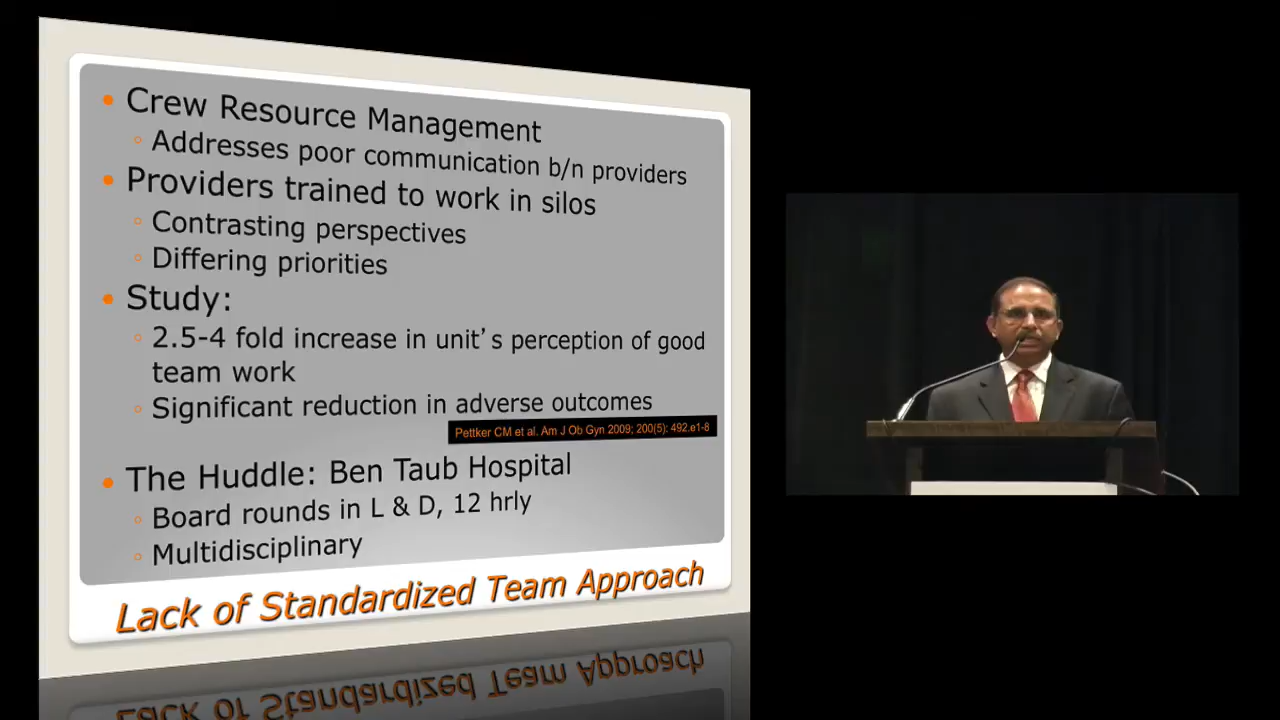 Crew Resource Management
Addresses poor communication b/n providers
Providers trained to work in silos
Contrasting perspectives
Differing priorities
Study:
2.5-4 fold increase in unit’s perception of good
team work
Significant reduction in adverse outcomes
Pettker CM et al. Am J Ob Gyn 2009; 200(5): 492.e1-8
The Huddle: Ben Taub Hospital
Board rounds in L & D, 12 hrly
Multidisciplinary
Lack of Standardized Team Approach